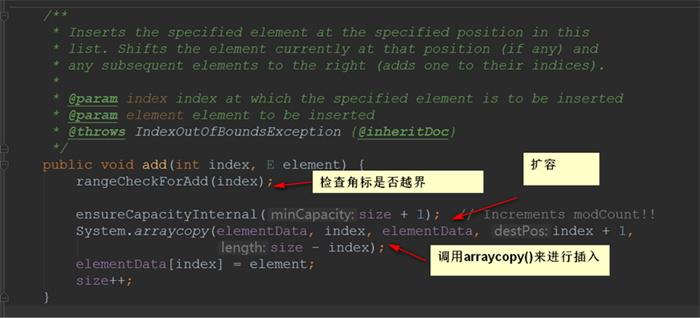 /**
* Inserts the specified element at the specified position in this
* list. Shifts the element currently at that position (if any) and
* any subsequent elements to the right (adds one to their indices).
*
* @param index index at which the specified element is to be inserted
* @param element element to be inserted
* @throws IndexOutOfBoundsException {@inheritDoc}
*/
public void add(int index, E element) {
rangeCheckForAdd(index);
检查角标是否越界
扩容
ensureCapacityInternal( minCapacity: size + 1); // Increments modCount!!
System.arraycopy(elementData, index, elementData, destPos: index + 1,
length: size - index);
调用arraycopy()来进行插入
elementData[index] = element;
size++;
}